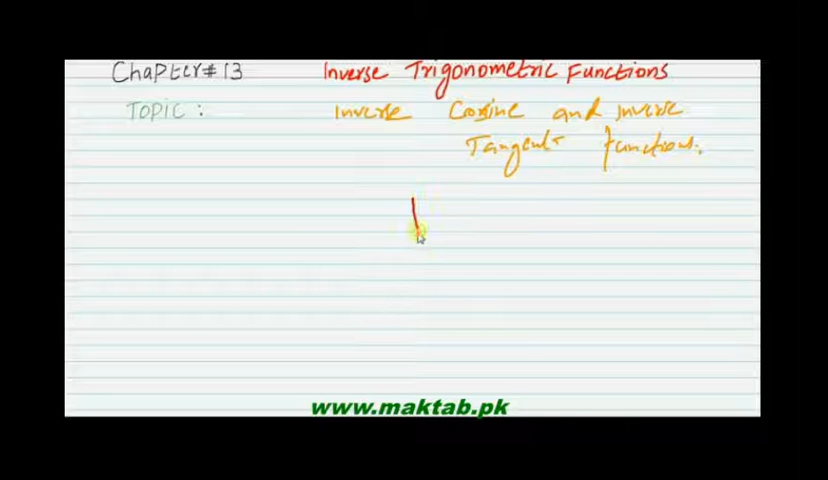 Chapter#13 Inverse Trigonometric Functions
Topic: Inverse Cosine and inverse
Tangent functions.
www.maktab.pk